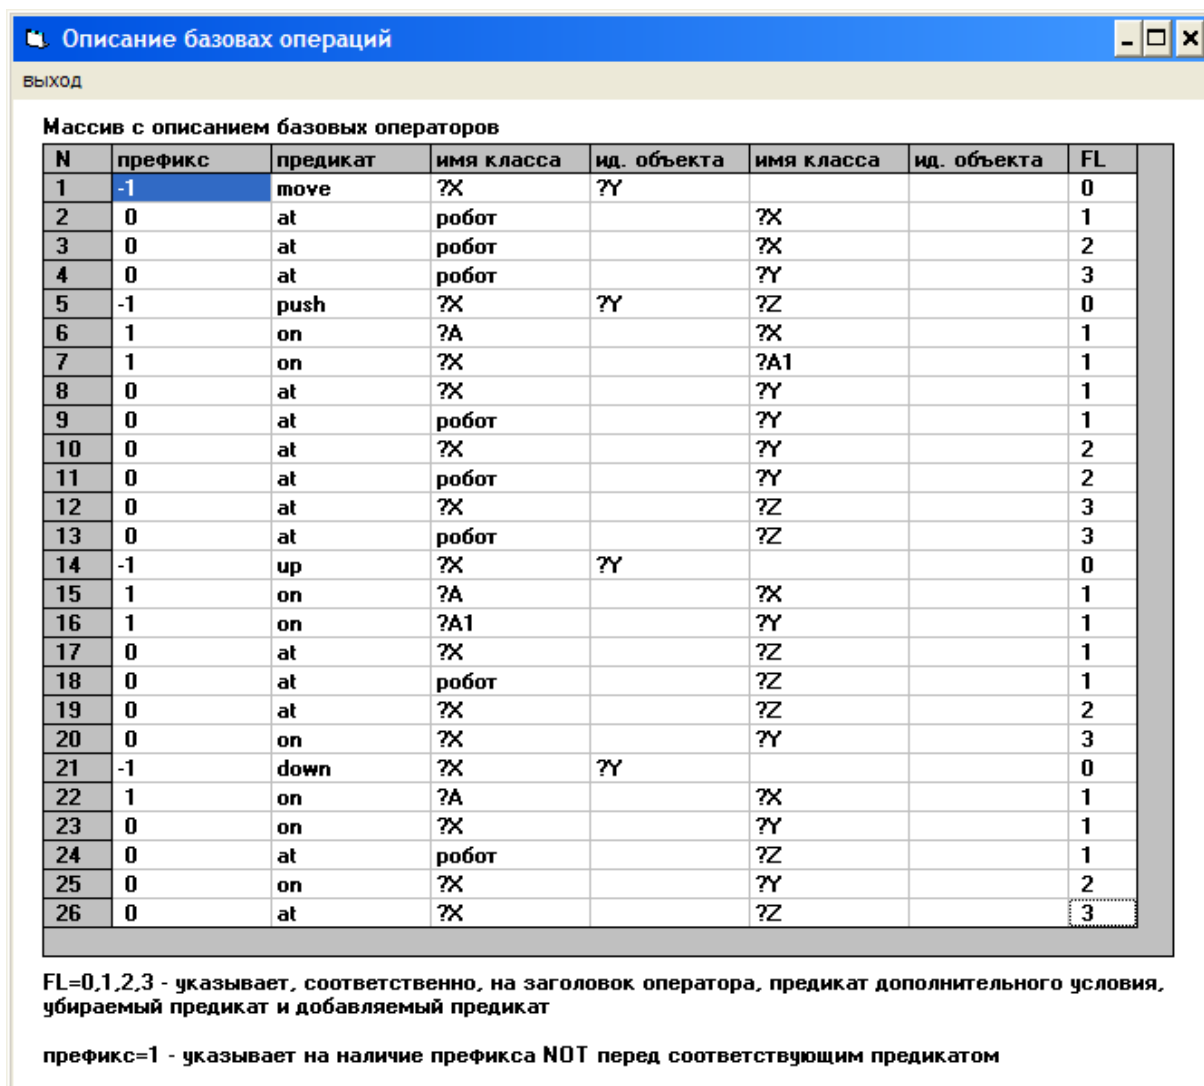 Описание базовах операций
выход
Массив с описанием базовых операторов
N префикс предикат имя класса ид. объекта имя класса ид. объекта FL
1 -1 move ?X ?Y 0
2 0 at робот ?X 1
3 0 at робот ?X 2
4 0 at робот ?Y 3
5 -1 push ?X ?Y ?Z 0
6 1 on ?A ?X 1
7 1 on ?X ?A1 1
8 0 at ?X ?Y 1
9 0 at робот ?Y 1
10 0 at ?X ?Y 2
11 0 at робот ?Y 2
12 0 at ?X ?Z 3
13 0 at робот ?Z 3
14 -1 up ?X ?Y 0
15 1 on ?A ?X 1
16 1 on ?A1 ?Y 1
17 0 at ?X ?Z 1
18 0 at робот ?Z 1
19 0 at ?X ?Z 2
20 0 on ?X ?Y 3
21 -1 down ?X ?Y 0
22 1 on ?A ?X 1
23 0 on ?X ?Y 1
24 0 at робот ?Z 1
25 0 on ?X ?Y 2
26 0 at ?X ?Z 3
FL=0,1,2,3 - указывает, соответственно, на заголовок оператора, предикат дополнительного условия,
убираемый предикат и добавляемый предикат
префикс=1 - указывает на наличие префикса NOT перед соответствующим предикатом